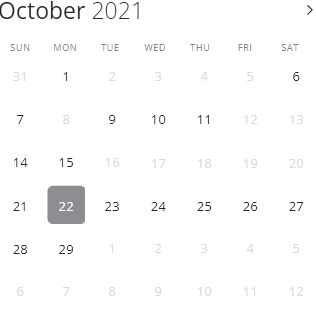 October 2021
SUN MON TUE WED THU FRI SAT
31 1 2 3 4 5 6
7 8 9 10 11 12 13
14 15 16 17 18 19 20
21 22 23 24 25 26 27
28 29 1 2 3 4 5
6 7 8 9 10 11 12